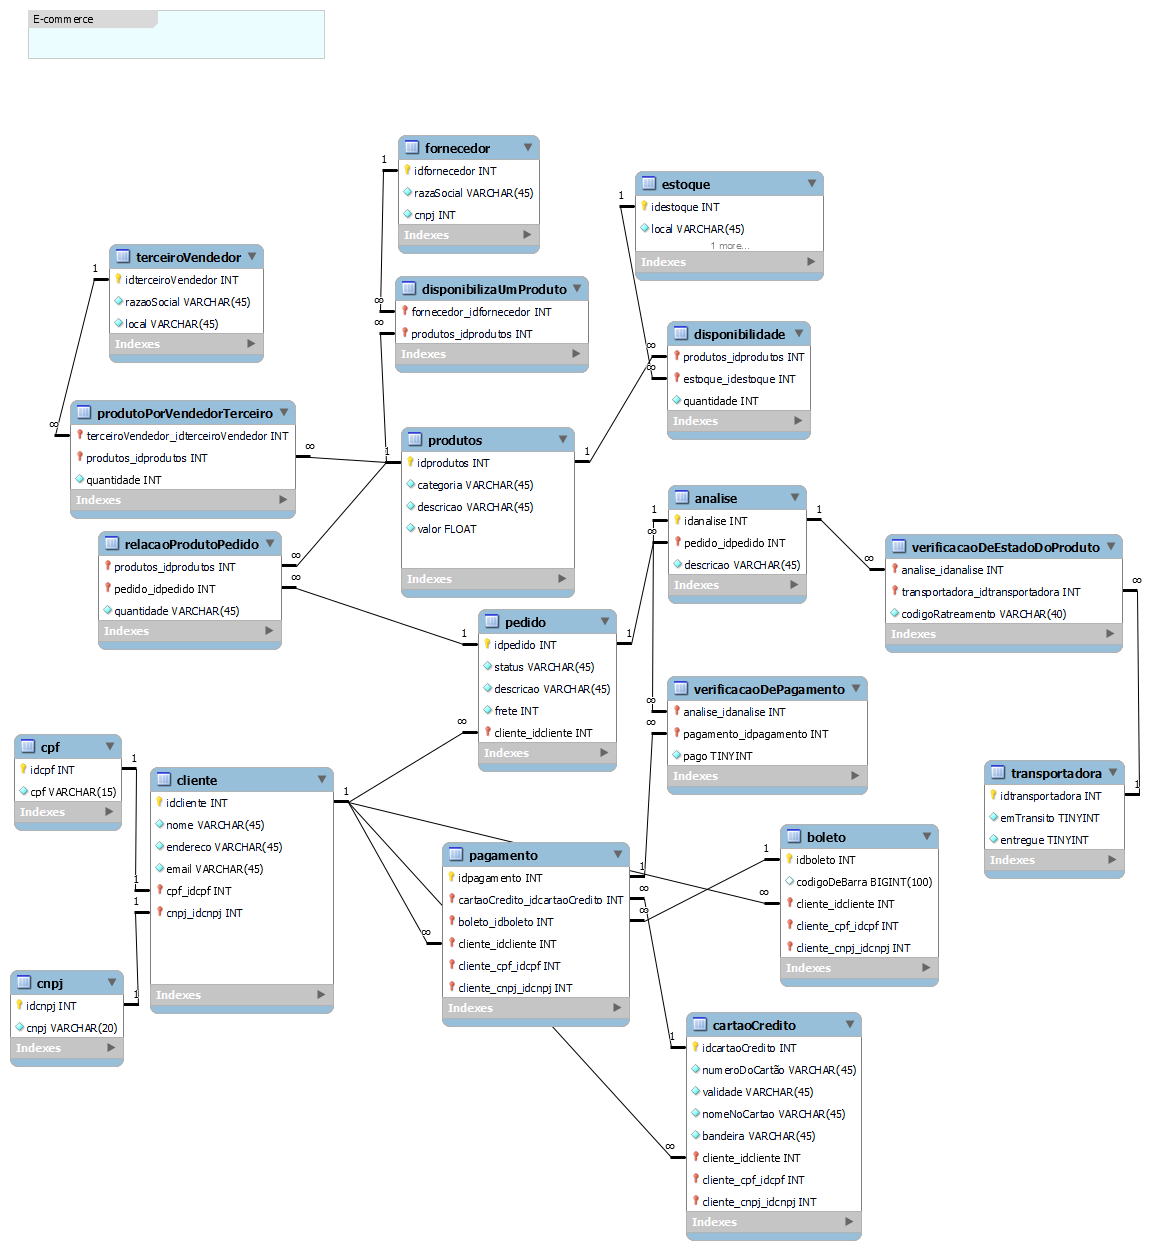 E-commerce
fornecedor
idfornecedor INT
razaSocial VARCHAR(45)
cnpj INT
Indexes
estoque
idestoque INT
local VARCHAR(45)
1 more...
Indexes
terceiroVendedor
idterceiroVendedor INT
razaoSocial VARCHAR(45)
local VARCHAR(45)
Indexes
disponibilizaUmProduto
fornecedor_idfornecedor INT
produtos_idprodutos INT
Indexes
disponibilidade
produtos_idprodutos INT
estoque_idestoque INT
quantidade INT
Indexes
produtoPorVendedorTerceiro
terceiroVendedor_idterceiroVendedor INT
produtos_idprodutos INT
quantidade INT
Indexes
produtos
idprodutos INT
categoria VARCHAR(45)
descricao VARCHAR(45)
valor FLOAT
Indexes
analise
idanalise INT
pedido_idpedido INT
descricao VARCHAR(45)
Indexes
relacaoProdutoPedido
produtos_idprodutos INT
pedido_idpedido INT
quantidade VARCHAR(45)
Indexes
verificacaoDeEstadoDoProduto
analise_idanalise INT
transportadora_idtransportadora INT
codigoRatreamento VARCHAR(40)
Indexes
pedido
idpedido INT
status VARCHAR(45)
descricao VARCHAR(45)
frete INT
cliente_idcliente INT
Indexes
verificacaoDePagamento
analise_idanalise INT
pagamento_idpagamento INT
pago TINYINT
Indexes
cpf
idcpf INT
cpf VARCHAR(15)
Indexes
cliente
idcliente INT
nome VARCHAR(45)
endereco VARCHAR(45)
email VARCHAR(45)
cpf_idcpf INT
cnpj_idcnpj INT
Indexes
transportadora
idtransportadora INT
emTransito TINYINT
entregue TINYINT
Indexes
pagamento
idpagamento INT
cartaoCredito_idcartaoCredito INT
boleto_idboleto INT
cliente_idcliente INT
cliente_cpf_idcpf INT
cliente_cnpj_idcnpj INT
Indexes
boleto
idboleto INT
codigoDeBarra BIGINT(100)
cliente_idcliente INT
cliente_cpf_idcpf INT
cliente_cnpj_idcnpj INT
Indexes
cnpj
idcnpj INT
cnpj VARCHAR(20)
Indexes
cartaoCredito
idcartaoCredito INT
numeroDoCartão VARCHAR(45)
validade VARCHAR(45)
nomeNoCartao VARCHAR(45)
bandeira VARCHAR(45)
cliente_idcliente INT
cliente_cpf_idcpf INT
cliente_cnpj_idcnpj INT
Indexes